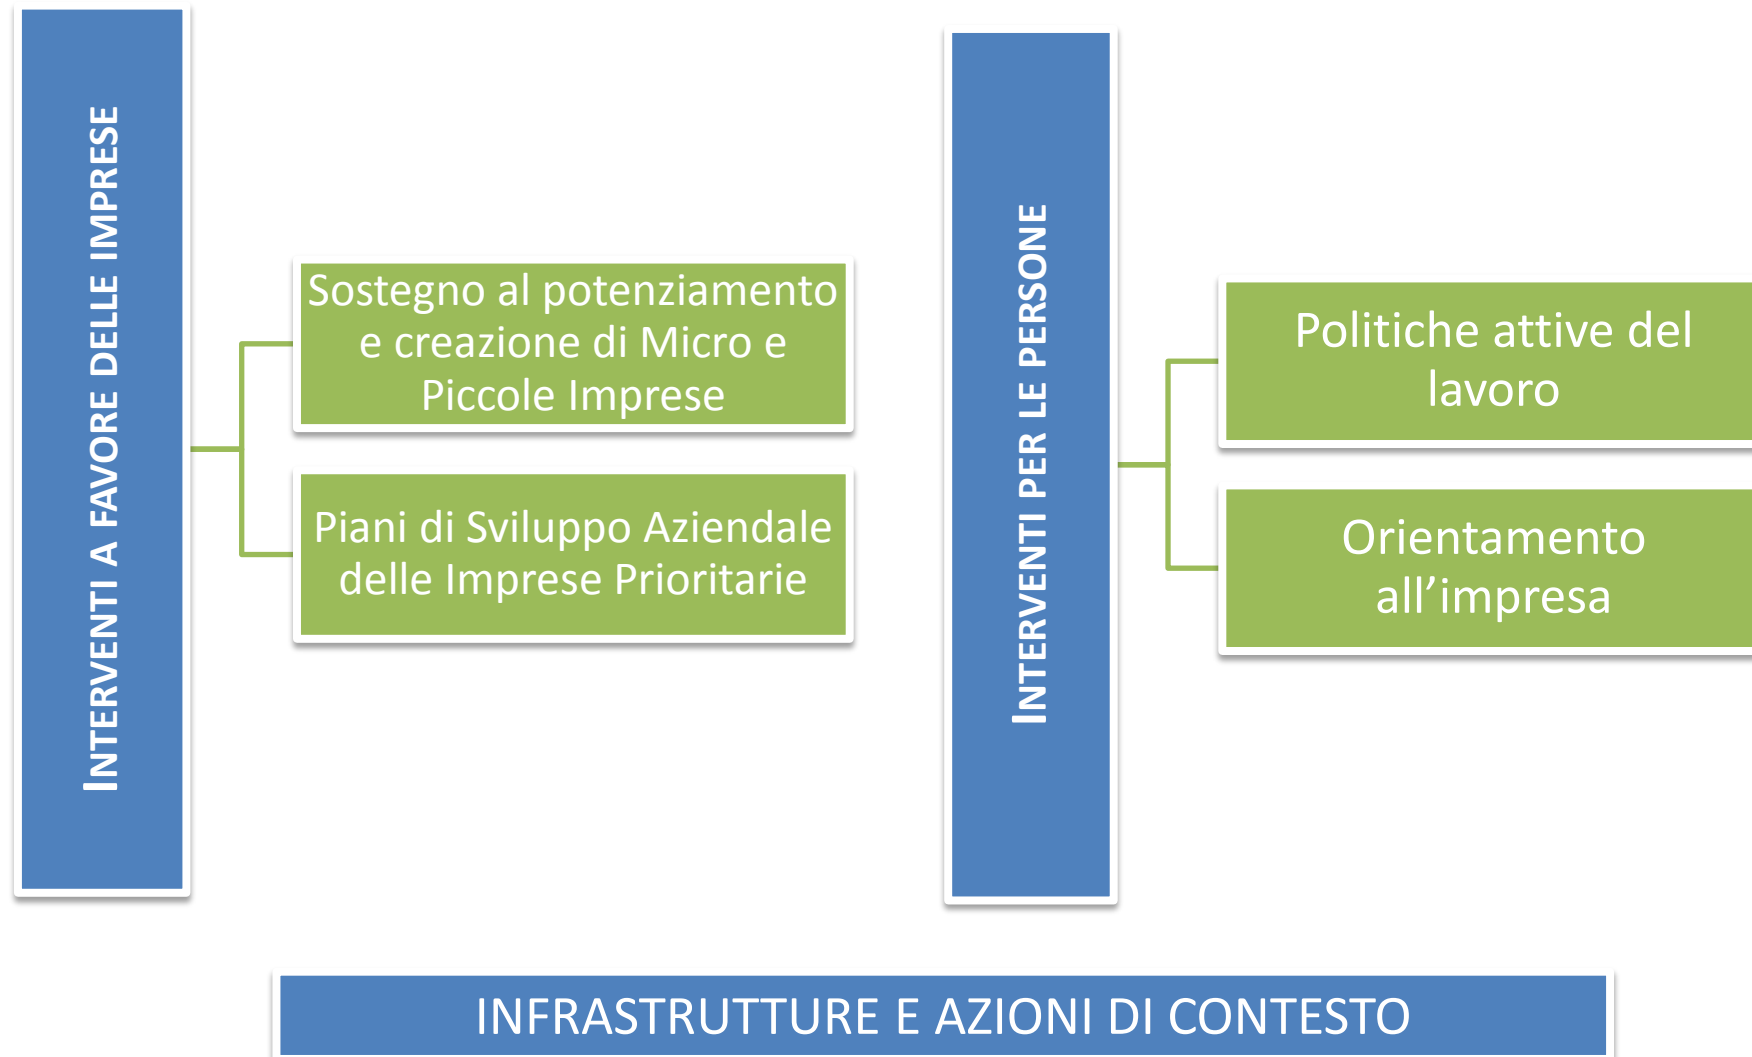 INTERVENTI A FAVORE DELLE IMPRESE
Sostegno al potenziamento
e creazione di Micro e
Piccole Imprese
Piani di Sviluppo Aziendale
delle Imprese Prioritarie
INTERVENTI PER LE PERSONE
Politiche attive del
lavoro
Orientamento
all’impresa
INFRASTRUTTURE E AZIONI DI CONTESTO